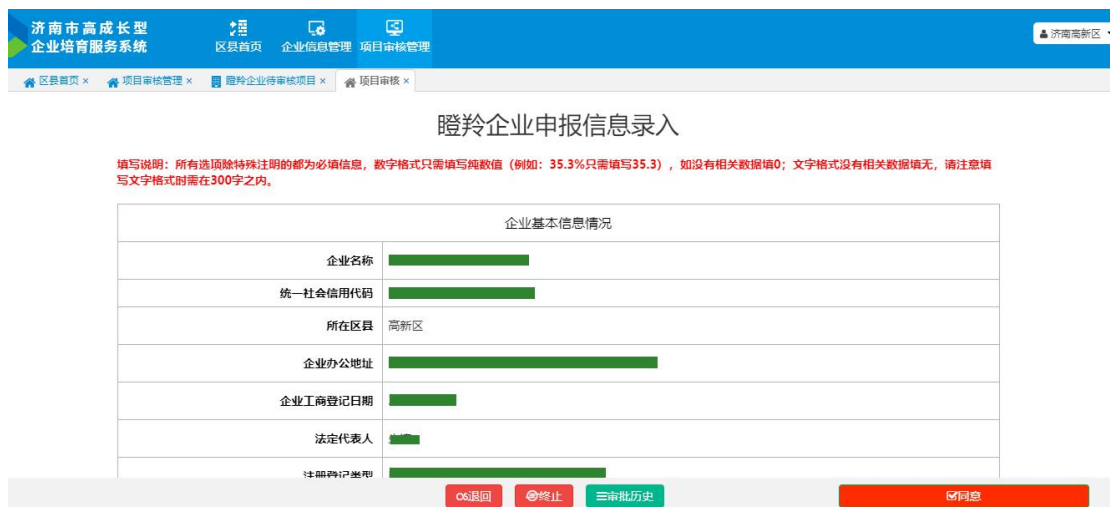 济南市高成长型
企业培育服务系统
区县首页
企业信息管理
项目审核管理
济南高新区
区县首页 ×
项目审核管理 ×
瞪羚企业待审核项目 ×
项目审核 ×
瞪羚企业申报信息录入
填写说明：所有选项除特殊注明的都为必填信息，数字格式只需填写纯数值（例如：35.3%只需填写35.3），如没有相关数据填0；文字格式没有相关数据填无，请注意填
写文字格式时需在300字之内。
企业基本信息情况
企业名称
统一社会信用代码
所在区县 高新区
企业办公地址
企业工商登记日期
法定代表人
注册登记类型
退回
终止
审批历史
同意